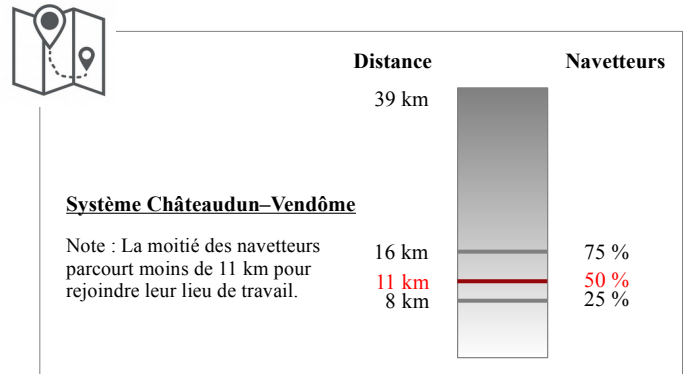 Distance Navetteurs
39 km
Système Châteaudun–Vendôme
Note : La moitié des navetteurs
parcourt moins de 11 km pour
rejoindre leur lieu de travail.
16 km 75 %
11 km 50 %
8 km 25 %